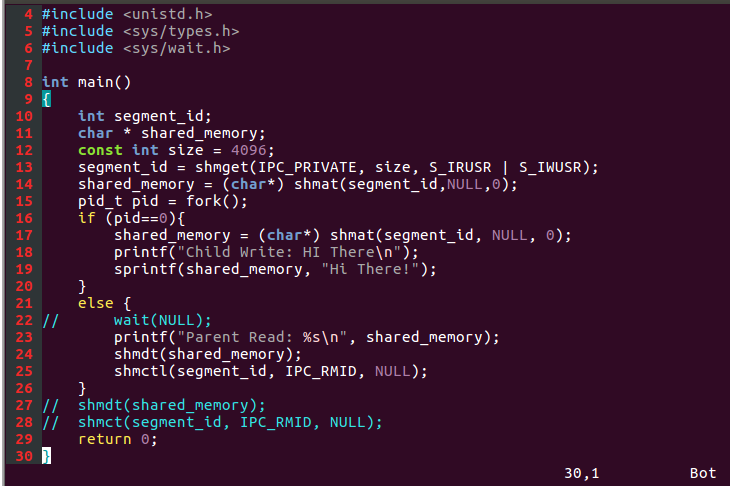 4 #include <unistd.h>
5 #include <sys/types.h>
6 #include <sys/wait.h>
7
8 int main()
9 {
10     int segment_id;
11     char * shared_memory;
12     const int size = 4096;
13     segment_id = shmget(IPC_PRIVATE, size, S_IRUSR | S_IWUSR);
14     shared_memory = (char*) shmat(segment_id,NULL,0);
15     pid_t pid = fork();
16     if (pid==0){
17         shared_memory = (char*) shmat(segment_id, NULL, 0);
18         printf("Child Write: HI There\n");
19         sprintf(shared_memory, "Hi There!");
20     }
21     else {
22 //      wait(NULL);
23         printf("Parent Read: %s\n", shared_memory);
24         shmdt(shared_memory);
25         shmctl(segment_id, IPC_RMID, NULL);
26     }
27 //  shmdt(shared_memory);
28 //  shmct(segment_id, IPC_RMID, NULL);
29     return 0;
30 }
30,1 Bot